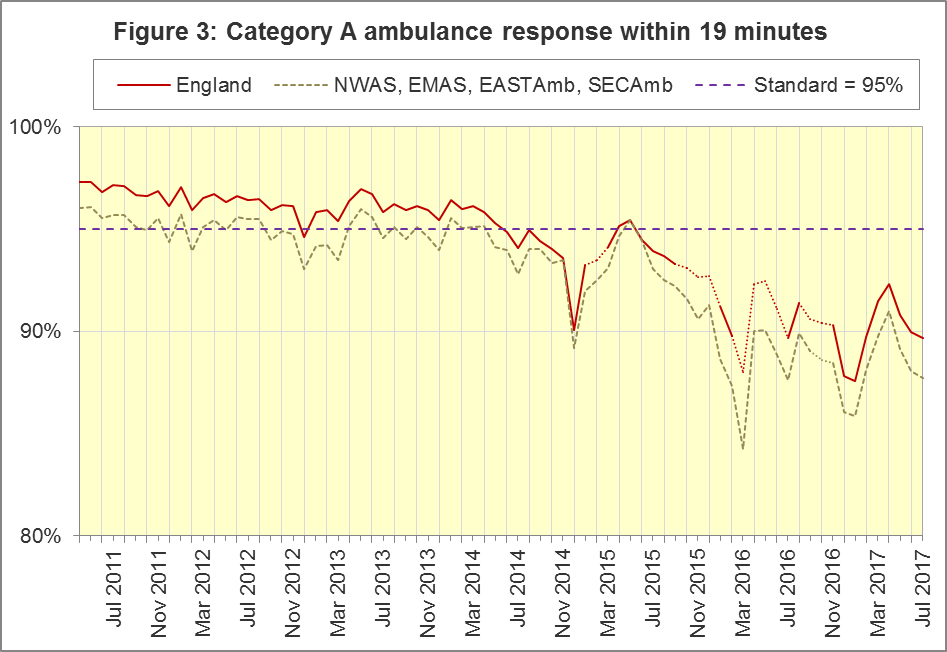 Figure 3: Category A ambulance response within 19 minutes
England NWAS, EMAS, EASTAmb, SECAmb Standard = 95%
100%
90%
80%
Jul 2011
Nov 2011
Mar 2012
Jul 2012
Nov 2012
Mar 2013
Jul 2013
Nov 2013
Mar 2014
Jul 2014
Nov 2014
Mar 2015
Jul 2015
Nov 2015
Mar 2016
Jul 2016
Nov 2016
Mar 2017
Jul 2017